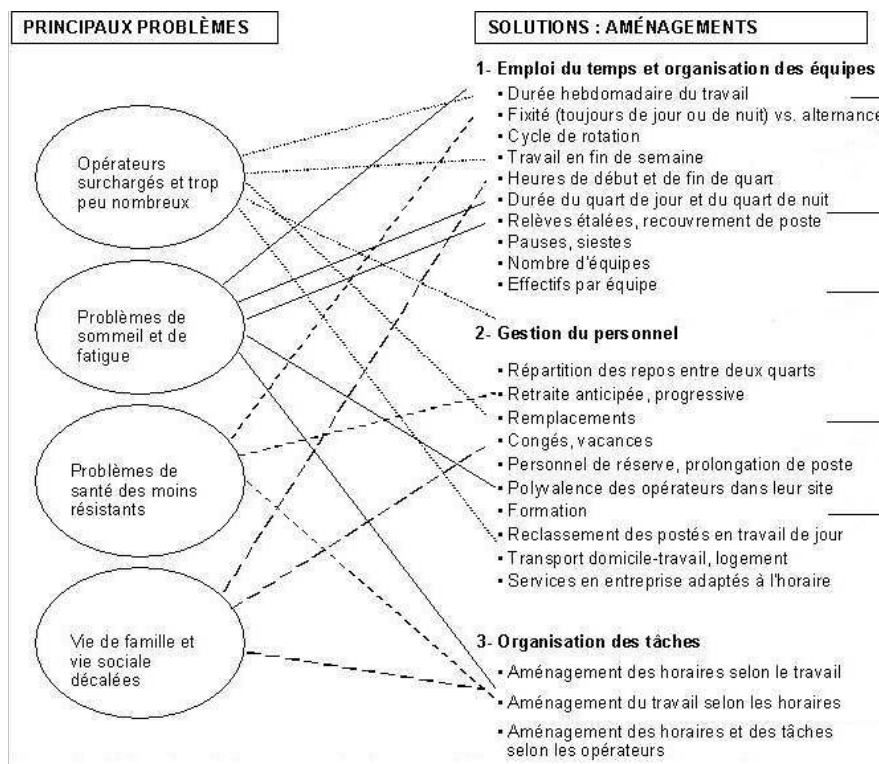 PRINCIPAUX PROBLÈMES
Opérateurs
surchargés et trop
peu nombreux
Problèmes de
sommeil et de
fatigue
Problèmes de
santé des moins
résistants
Vie de famille et
vie sociale
décalées
SOLUTIONS : AMÉNAGEMENTS
1- Emploi du temps et organisation des équipes
▪ Durée hebdomadaire du travail
▪ Fixité (toujours de jour ou de nuit) vs. alternance
▪ Cycle de rotation
▪ Travail en fin de semaine
▪ Heures de début et de fin de quart
▪ Durée du quart de jour et du quart de nuit
▪ Relèves étalées, recouvrement de poste
▪ Pauses, siestes
▪ Nombre d'équipes
▪ Effectifs par équipe
2- Gestion du personnel
▪ Répartition des repos entre deux quarts
▪ Retraite anticipée, progressive
▪ Remplacements
▪ Congés, vacances
▪ Personnel de réserve, prolongation de poste
▪ Polyvalence des opérateurs dans leur site
▪ Formation
▪ Reclassement des postés en travail de jour
▪ Transport domicile-travail, logement
▪ Services en entreprise adaptés à l'horaire
3- Organisation des tâches
▪ Aménagement des horaires selon le travail
▪ Aménagement du travail selon les horaires
▪ Aménagement des horaires et des tâches
selon les opérateurs